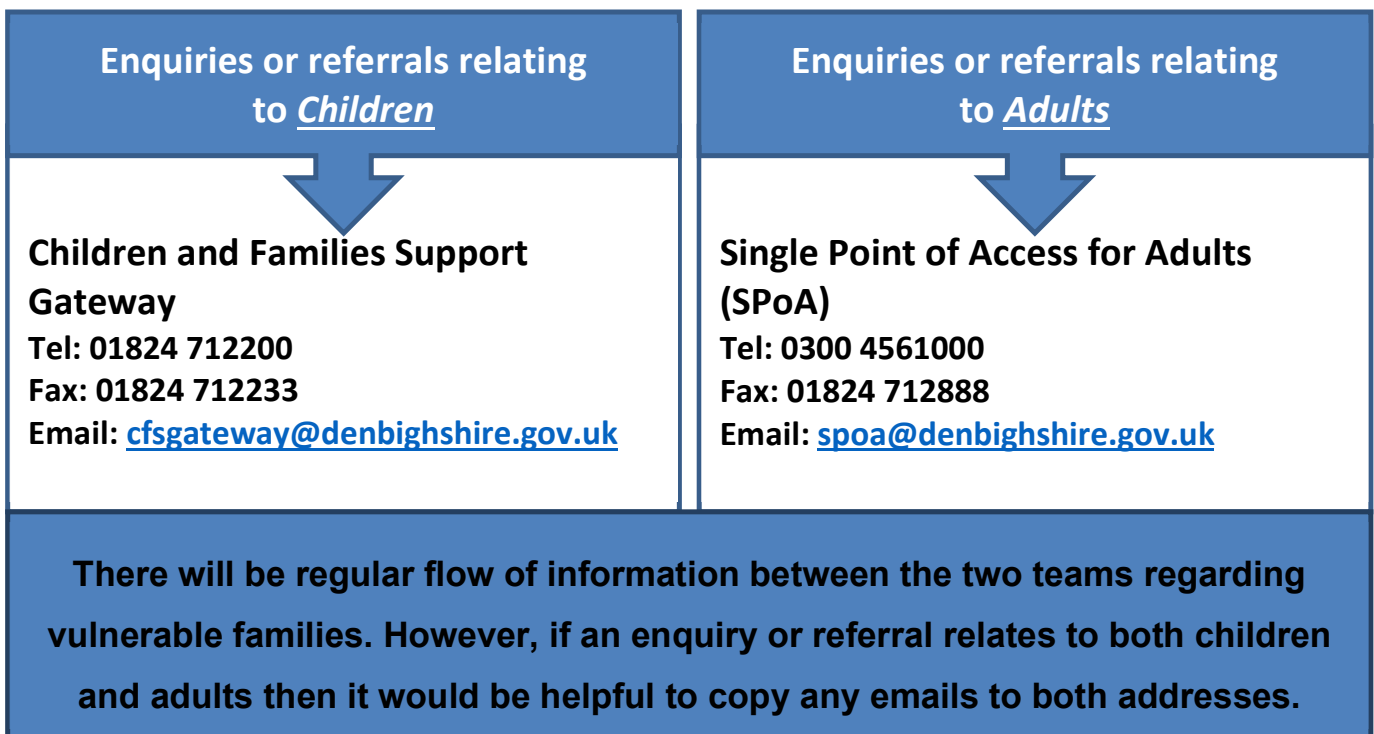 Enquiries or referrals relating
to Children
Children and Families Support
Gateway
Tel: 01824 712200
Fax: 01824 712233
Email: cfsgateway@denbighshire.gov.uk
Enquiries or referrals relating
to Adults
Single Point of Access for Adults
(SPoA)
Tel: 0300 4561000
Fax: 01824 712888
Email: spoa@denbighshire.gov.uk
There will be regular flow of information between the two teams regarding
vulnerable families. However, if an enquiry or referral relates to both children
and adults then it would be helpful to copy any emails to both addresses.